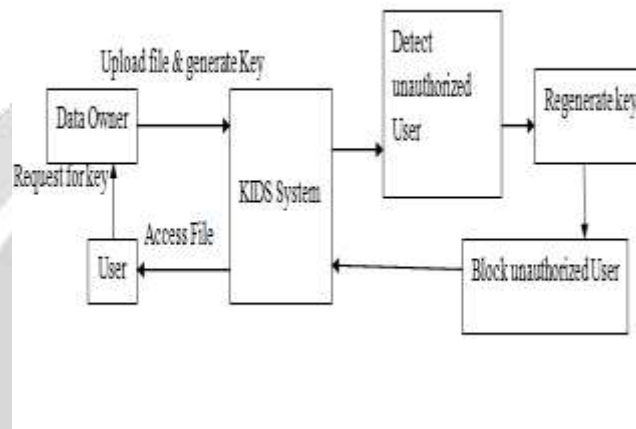 Upload file & generate Key
Data Owner
Request for key
User
Access File
KIDS System
Detect
unauthorized
User
Regenerate key
Block unauthorized User